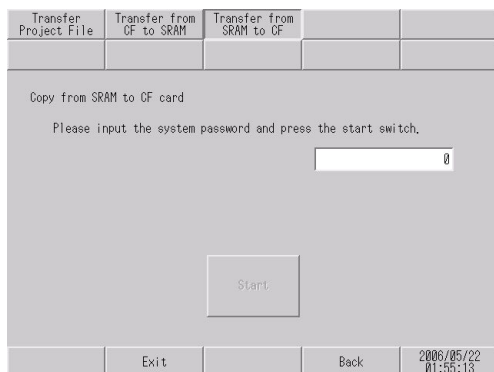 Transfer
Project File
Transfer from
CF to SRAM
Transfer from
SRAM to CF
Copy from SRAM to CF card
Please input the system password and press the start switch.
0
Start
Exit
Back
2006/05/22
01:55:13